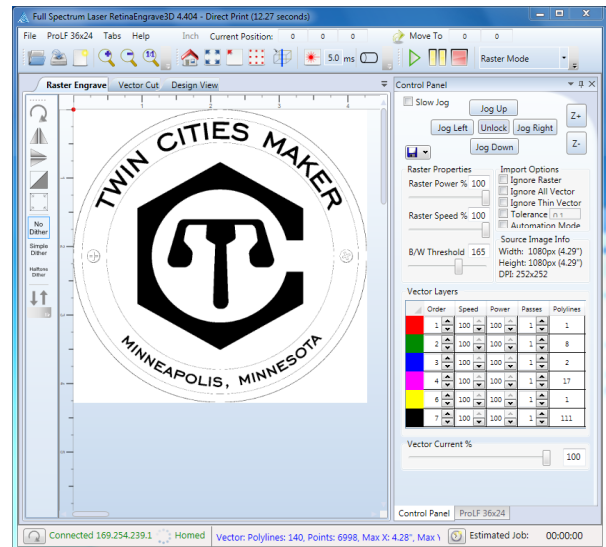 Full Spectrum Laser RetinaEngrave3D 4.404 - Direct Print (12.27 seconds)
File ProLF 36x24 Tabs Help Inch Current Position: 0 0 0 Move To 0 0
5.0 ms Raster Mode
Raster Engrave Vector Cut Design View
Control Panel
Slow Jog
Jog Up
Z+
Jog Left Unlock Jog Right
Jog Down
Z-
Raster Properties
Raster Power % 100
Raster Speed % 100
B/W Threshold 165
Import Options
Ignore Raster
Ignore All Vector
Ignore Thin Vector
Tolerance 0.1
Automation Mode
Source Image Info
Width: 1080px (4.29")
Height: 1080px (4.29")
DPI: 252x252
Vector Layers
Order Speed Power Passes Polylines
1 100 100 1 1
2 100 100 1 8
3 100 100 1 2
4 100 100 1 17
6 100 100 1 1
7 100 100 1 111
Vector Current %
100
Control Panel ProLF 36x24
No Dither
Simple Dither
Halftone Dither
TWIN CITIES MAKER
MINNEAPOLIS, MINNESOTA
Connected 169.254.239.1 Homed Vector: Polylines: 140, Points: 6998, Max X: 4.28", Max Estimated Job: 00:00:00